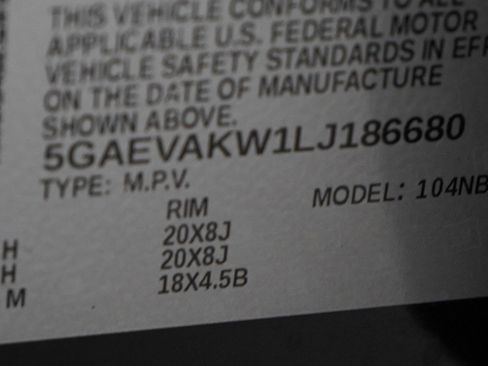 THIS VEHICLE CONFORMS TO ALL
APPLICABLE U.S. FEDERAL MOTOR
VEHICLE SAFETY STANDARDS IN EFF
ON THE DATE OF MANUFACTURE
SHOWN ABOVE.
5GAEVAKW1LJ186680
TYPE: M.P.V.
MODEL: 104NB
RIM
H 20X8J
H 20X8J
M 18X4.5B